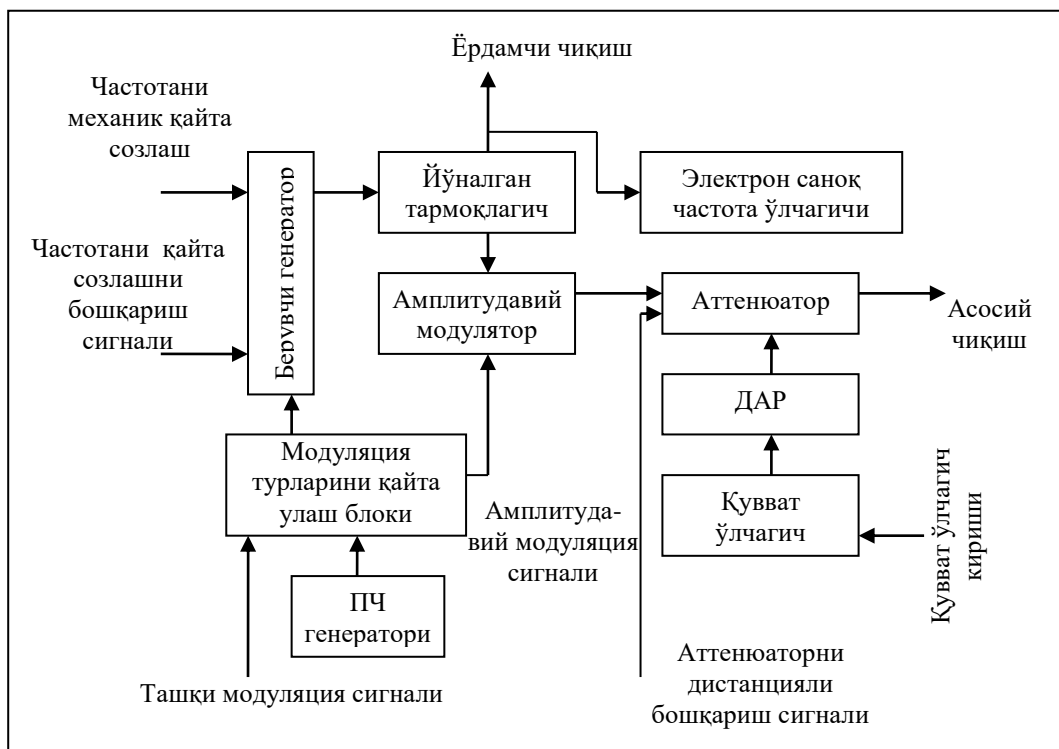 Ёрдамчи чиқиш
Частотани
механик қайта
созлаш
Берувчи генератор
Йўналган
тармоқлагич
Электрон саноқ
частота ўлчагичи
Частотани қайта
созлашни
бошқариш
сигнали
Амплитудавий
модулятор
Аттенюатор
Асосий
чиқиш
ДАР
Модуляция
турларини қайта
улаш блоки
Амплитуда-
вий модуляция
сигнали
Қувват
ўлчагич
Қувват ўлчагич
кириши
ПЧ
генератори
Ташқи модуляция сигнали
Аттенюаторни
дистанцияли
бошқариш сигнали